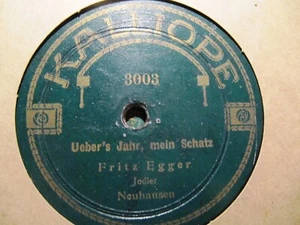 KALLIOPE
3003
Ueber's Jahr, mein Schatz
Fritz Egger
Jodler
Neuhausen